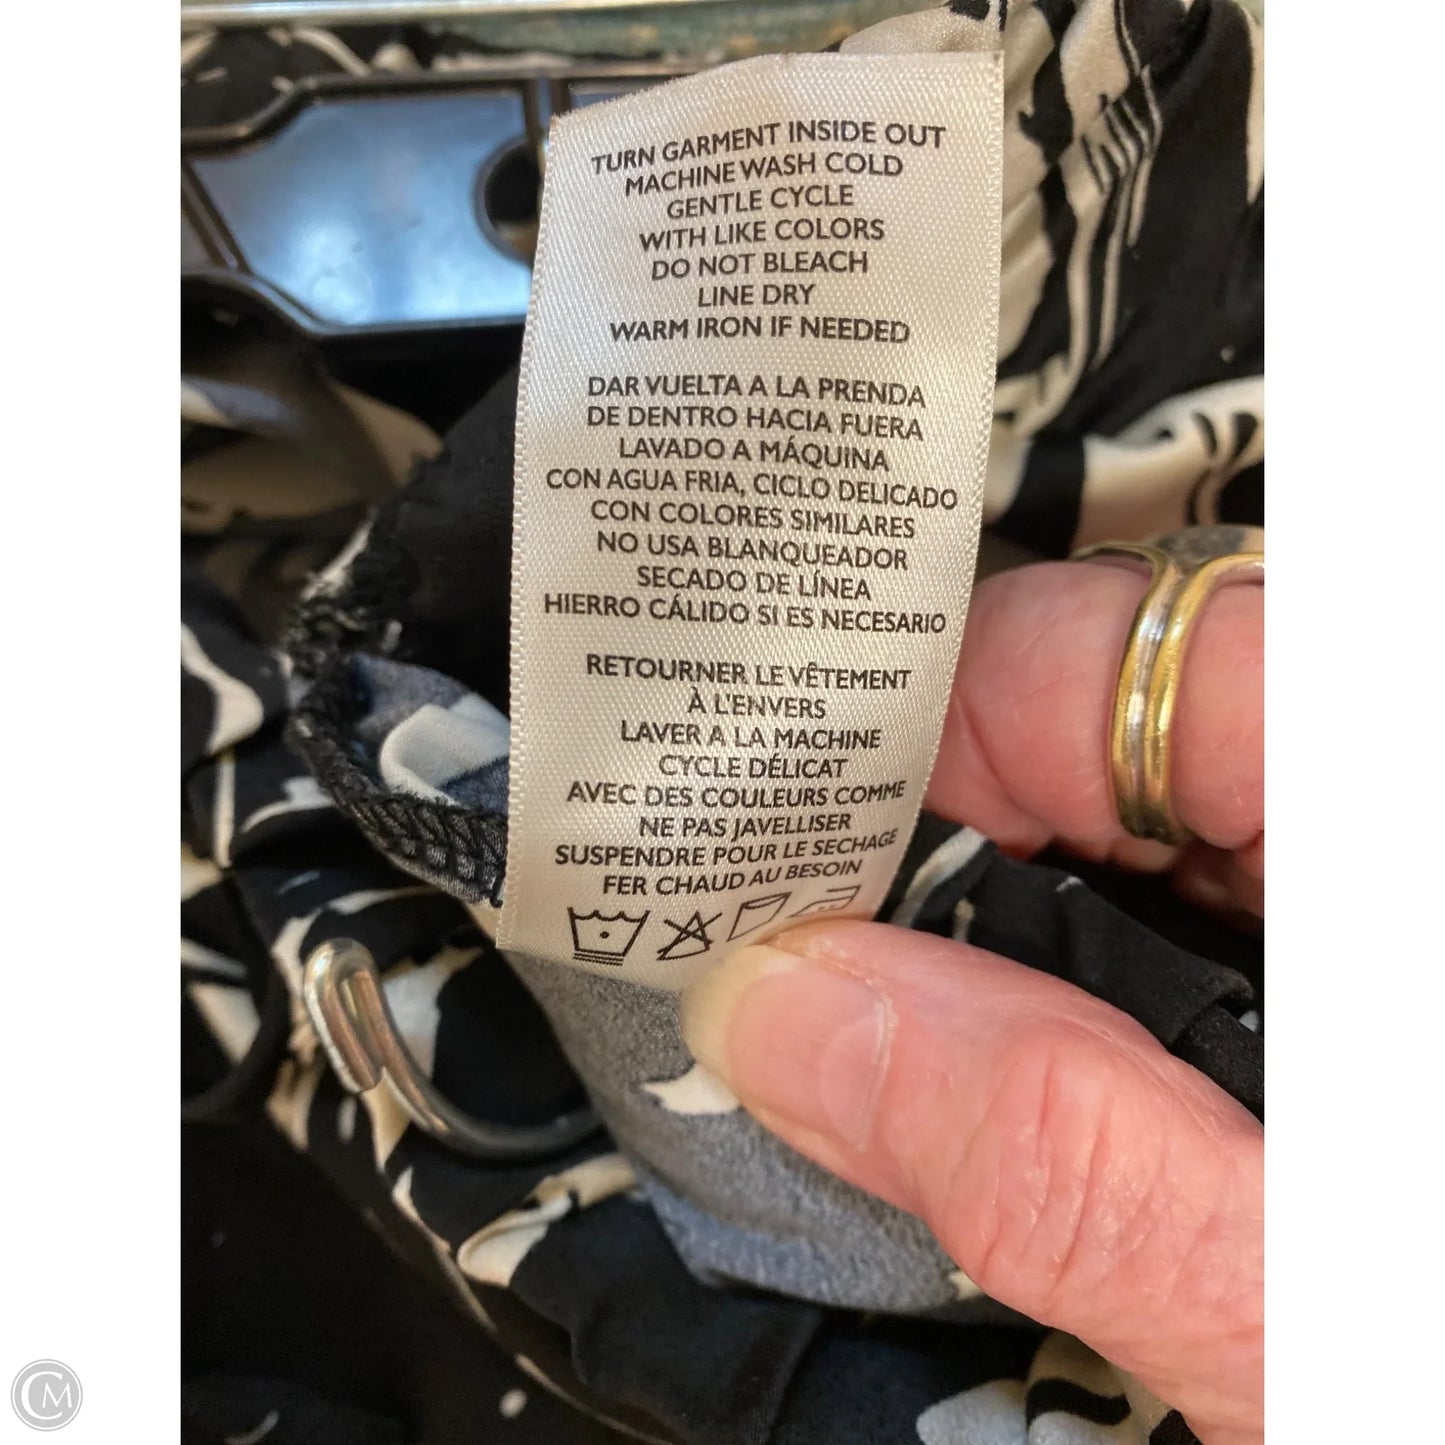 TURN GARMENT INSIDE OUT
MACHINE WASH COLD
GENTLE CYCLE
WITH LIKE COLORS
DO NOT BLEACH
LINE DRY
WARM IRON IF NEEDED
DAR VUELTA A LA PRENDA
DE DENTRO HACIA FUERA
LAVADO A MÁQUINA
CON AGUA FRIA, CICLO DELICADO
CON COLORES SIMILARES
NO USA BLANQUEADOR
SECADO DE LÍNEA
HIERRO CÁLIDO SI ES NECESARIO
RETOURNER LE VÊTEMENT
À L'ENVERS
LAVER A LA MACHINE
CYCLE DÉLICAT
AVEC DES COULEURS COMME
NE PAS JAVELLISER
SUSPENDRE POUR LE SECHAGE
FER CHAUD AU BESOIN
CM